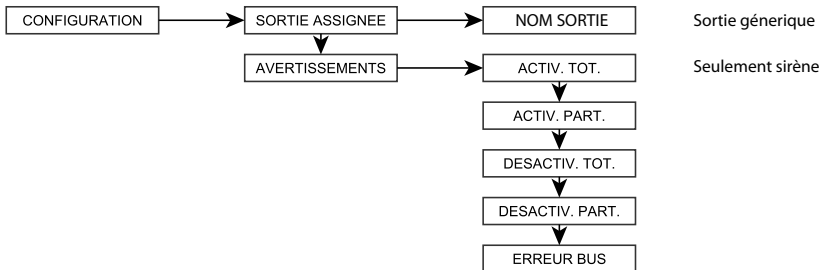 CONFIGURATION SORTIE ASSIGNEE NOM SORTIE Sortie génerique
AVERTISSEMENTS ACTIV. TOT. Seulement sirène
ACTIV. PART.
DESACTIV. TOT.
DESACTIV. PART.
ERREUR BUS